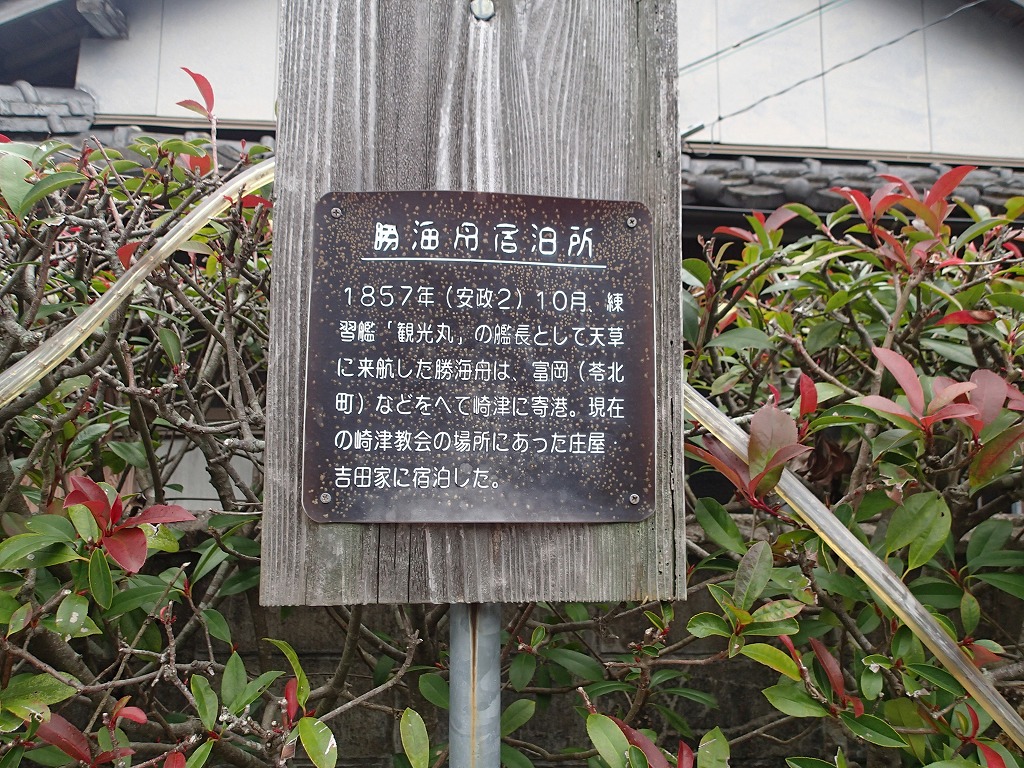 勝海舟宿泊所
1857年(安政2)10月、練
習艦「観光丸」の艦長として天草
に来航した勝海舟は、富岡(苓北
町)などをへて崎津に寄港。現在
の崎津教会の場所にあった庄屋・
吉田家に宿泊した。